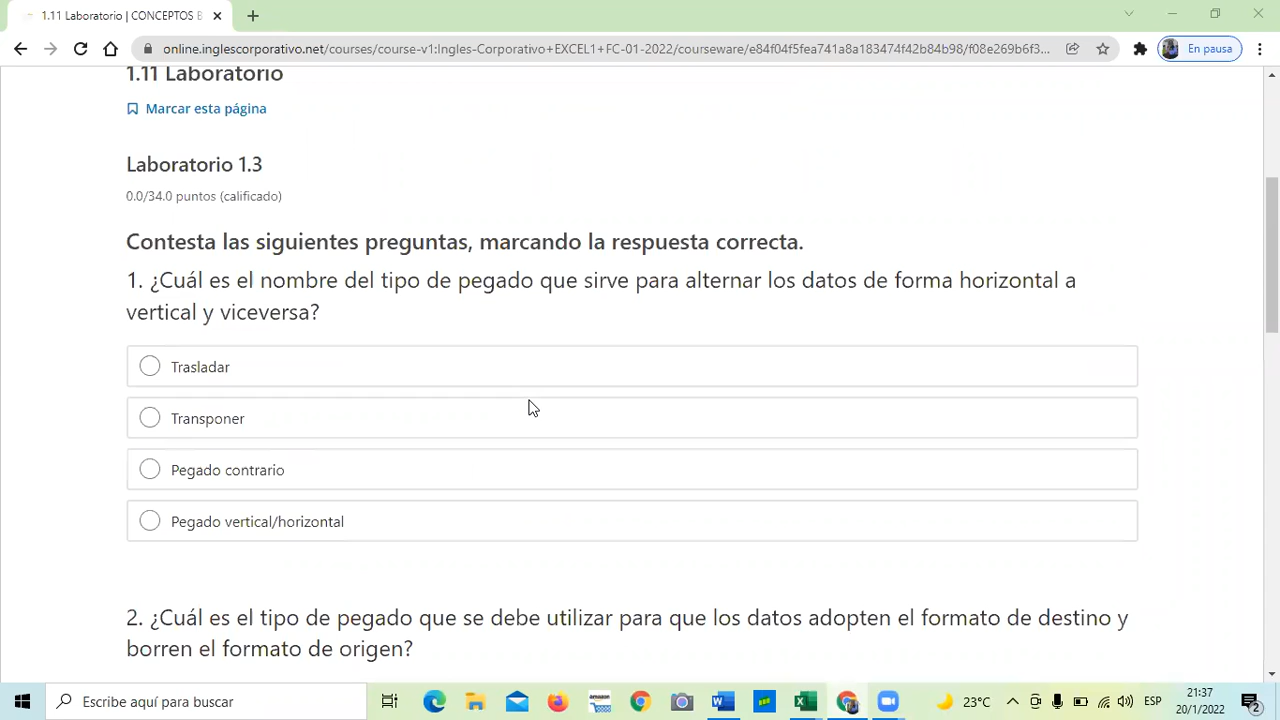 1.11 Laboratorio | CONCEPTOS B
online.inglescorporativo.net/courses/course-v1:Ingles-Corporativo+EXCEL1+FC-01-2022/courseware/e84f04f5fea741a8a183474f42b84b98/f08e269b6f3...
En pausa
1.11 Laboratorio
Marcar esta página
Laboratorio 1.3
0.0/34.0 puntos (calificado)
Contesta las siguientes preguntas, marcando la respuesta correcta.
1. ¿Cuál es el nombre del tipo de pegado que sirve para alternar los datos de forma horizontal a
vertical y viceversa?
Trasladar
Transponer
Pegado contrario
Pegado vertical/horizontal
2. ¿Cuál es el tipo de pegado que se debe utilizar para que los datos adopten el formato de destino y
borren el formato de origen?
Escribe aquí para buscar
amazon
23°C
ESP
21:37
20/1/2022
2